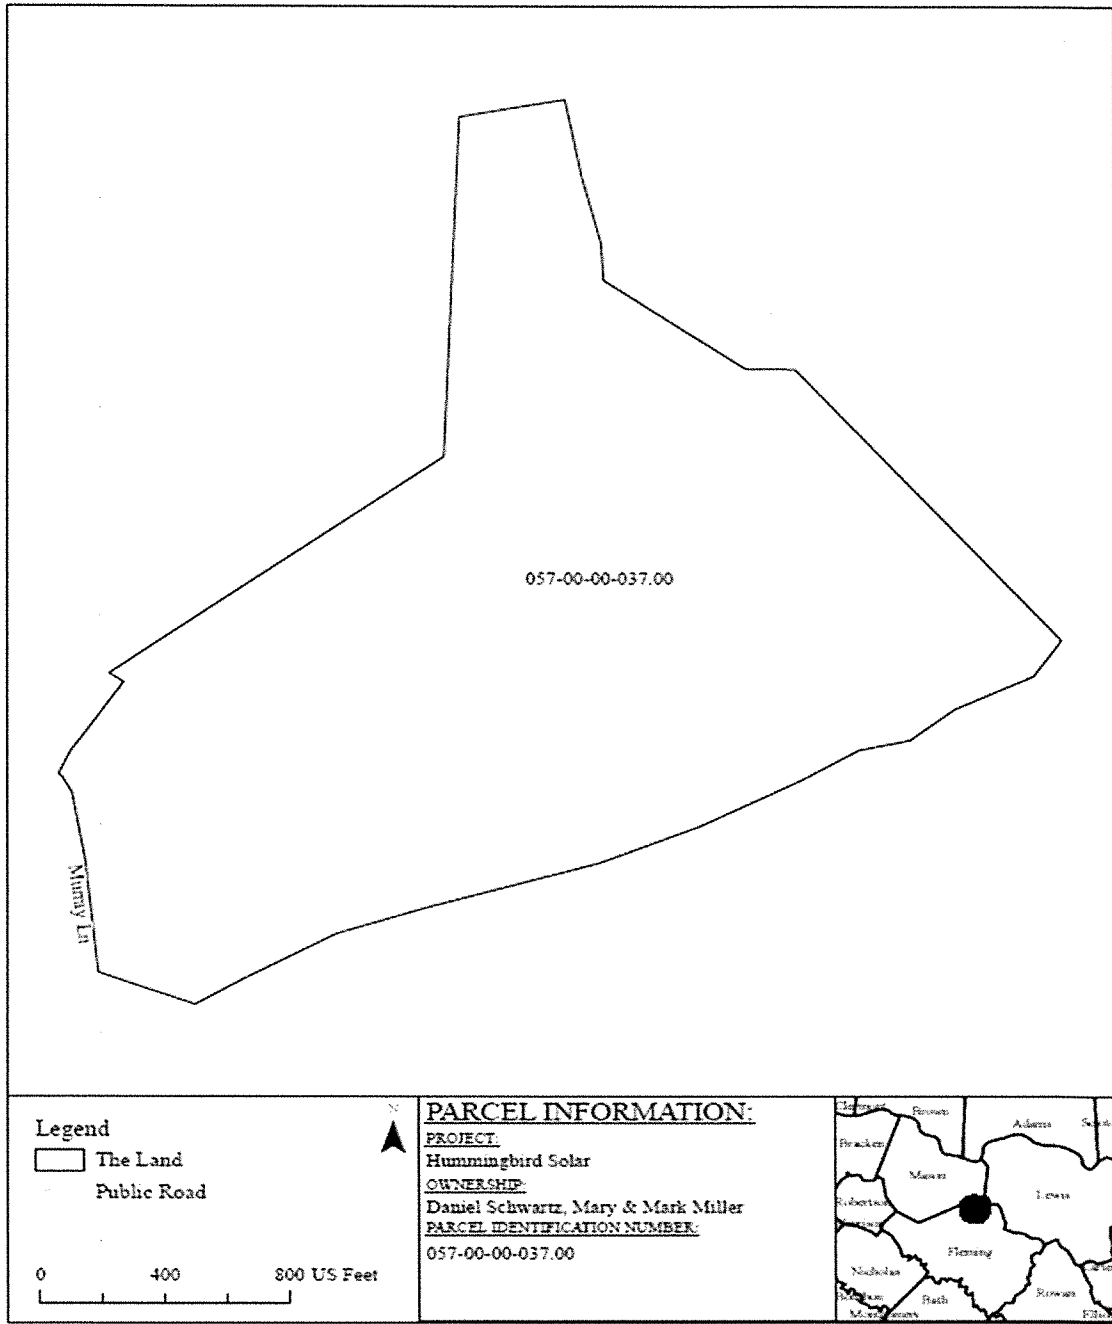 057-00-00-037.00
Murray Ln
Legend
The Land
Public Road
0 400 800 US Feet
N
PARCEL INFORMATION:
PROJECT:
Hummingbird Solar
OWNERSHIP:
Daniel Schwartz, Mary & Mark Miller
PARCEL IDENTIFICATION NUMBER:
057-00-00-037.00
Clermont Brown
Adams
Bracken
Mason
Lewis
Robertson
Fleming
Nicholas
Rowan
Bath